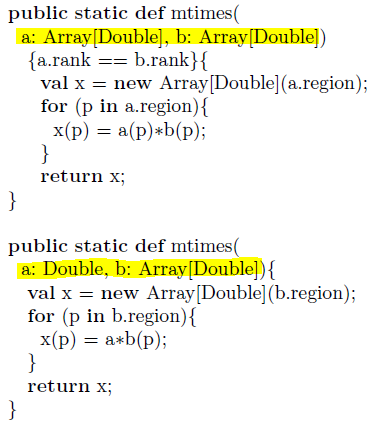 public static def mtimes(
a: Array[Double], b: Array[Double])
{a.rank == b.rank}{
val x = new Array[Double](a.region);
for (p in a.region){
x(p) = a(p)*b(p);
}
return x;
}
public static def mtimes(
a: Double, b: Array[Double]){
val x = new Array[Double](b.region);
for (p in b.region){
x(p) = a*b(p);
}
return x;
}